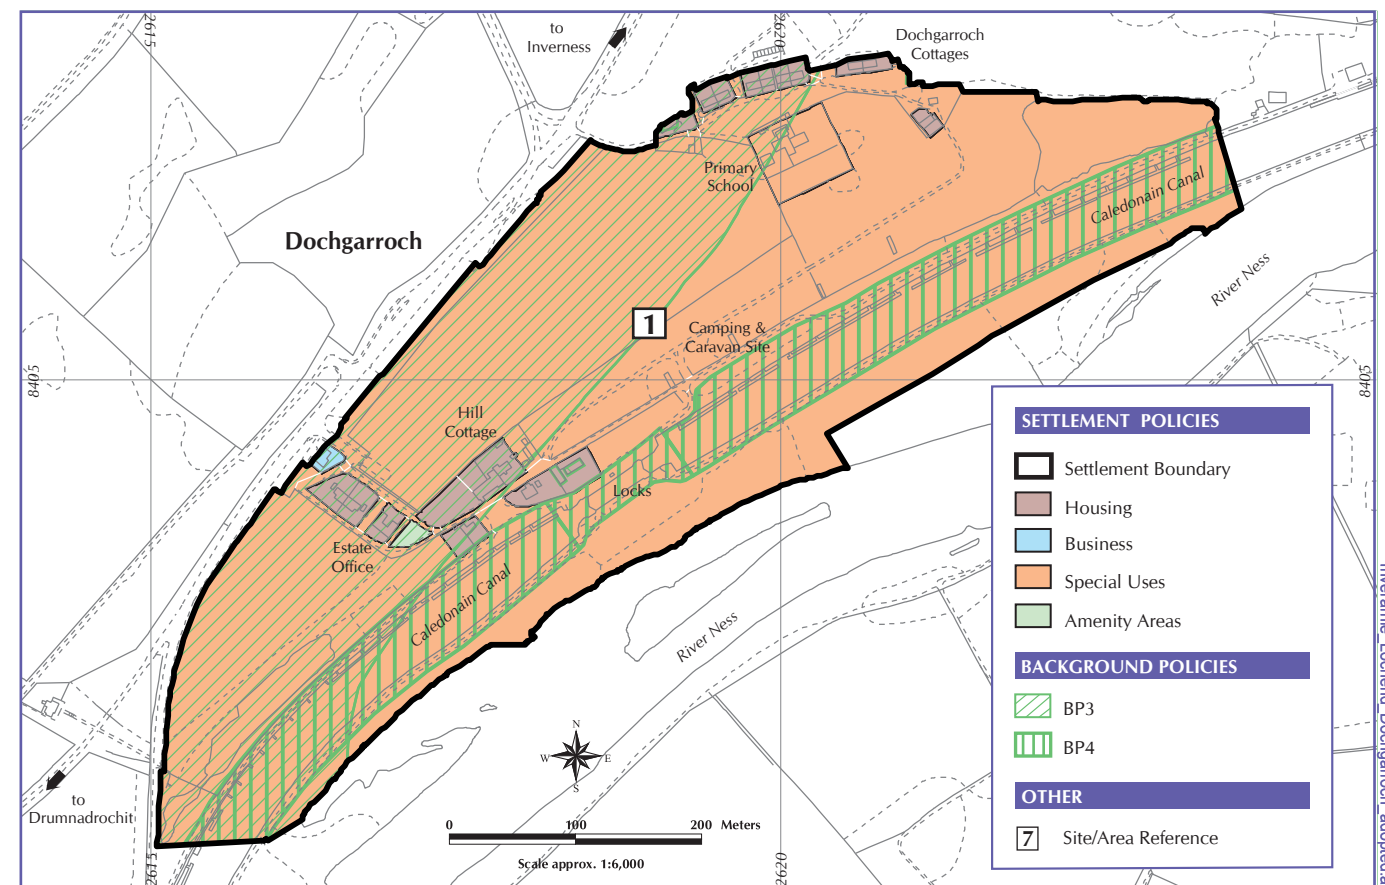 2615
to
Inverness
2620
Dochgarroch
Cottages
Primary
School
Caledonain Canal
Dochgarroch
River Ness
1
Camping &
Caravan Site
8405
8405
Hill
Cottage
Locks
Estate
Office
Caledonain Canal
River Ness
to
Drumnadrochit
N
W
E
S
0
100
200 Meters
Scale approx. 1:6,000
2615
2620
SETTLEMENT POLICIES
Settlement Boundary
Housing
Business
Special Uses
Amenity Areas
BACKGROUND POLICIES
BP3
BP4
OTHER
7
Site/Area Reference